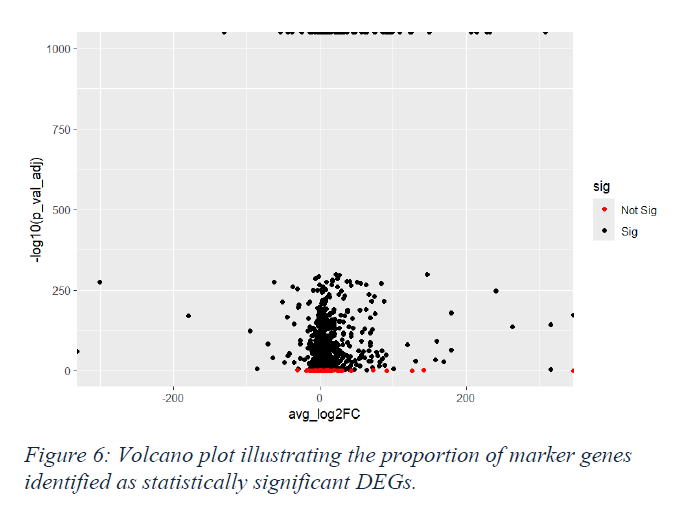 1000
750
500
250
0
-log10(p_val_adj)
-200
0
200
avg_log2FC
sig
Not Sig
Sig
Figure 6: Volcano plot illustrating the proportion of marker genes
identified as statistically significant DEGs.